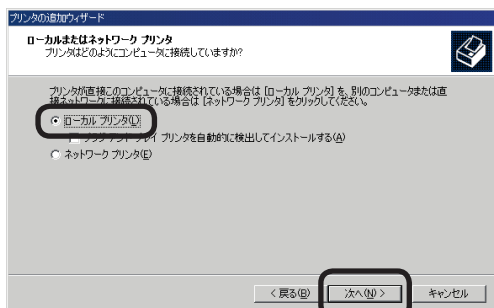 プリンタの追加ウィザード
ローカルまたはネットワーク プリンタ
プリンタはどのようにコンピュータに接続していますか?
プリンタが直接このコンピュータに接続されている場合は [ローカル プリンタ] を、別のコンピュータまたは直
接ネットワークに接続されている場合は [ネットワーク プリンタ] をクリックしてください。
ローカル プリンタ(L)
プラグ アンド プレイ プリンタを自動的に検出してインストールする(A)
ネットワーク プリンタ(E)
< 戻る(B)
次へ(N) >
キャンセル